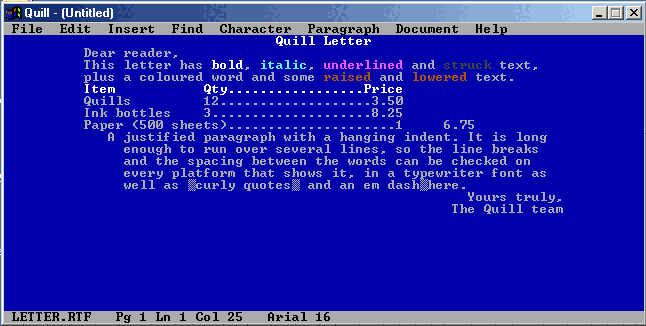 Quill - (Untitled)
File Edit Insert Find Character Paragraph Document Help
Quill Letter
Dear reader,
This letter has bold, italic, underlined and struck text,
plus a coloured word and some raised and lowered text.
Item Qty.................Price
Quills 12..................3.50
Ink bottles 3...................8.25
Paper (500 sheets).....................1 6.75
A justified paragraph with a hanging indent. It is long
enough to run over several lines, so the line breaks
and the spacing between the words can be checked on
every platform that shows it, in a typewriter font as
well as ▒curly quotes▒ and an em dash▒here.
Yours truly,
The Quill team
LETTER.RTF Pg 1 Ln 1 Col 25 Arial 16